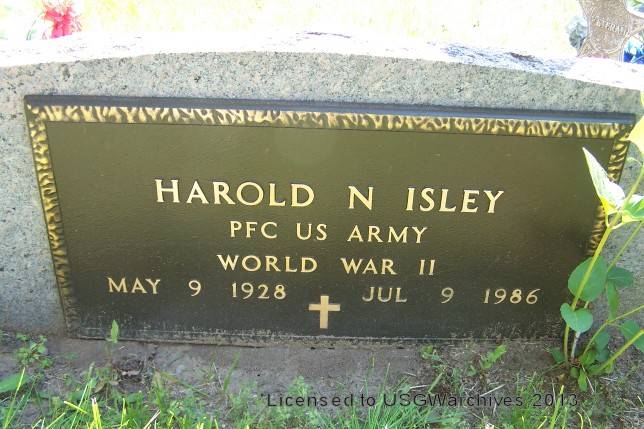 HAROLD N ISLEY
PFC US ARMY
WORLD WAR II
MAY 9 1928 JUL 9 1986
Licensed to USGWarchives 2013